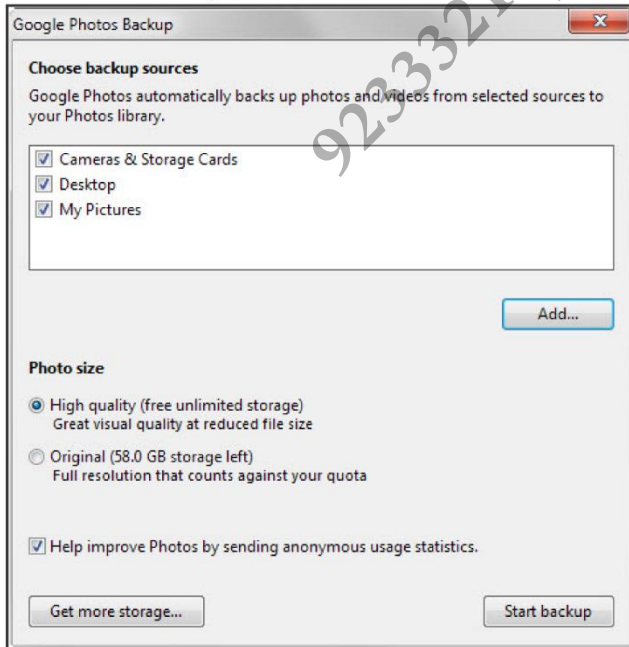 Google Photos Backup
Choose backup sources
Google Photos automatically backs up photos and videos from selected sources to
your Photos library.
Cameras & Storage Cards
Desktop
My Pictures
Add...
Photo size
High quality (free unlimited storage)
Great visual quality at reduced file size
Original (58.0 GB storage left)
Full resolution that counts against your quota
Help improve Photos by sending anonymous usage statistics.
Get more storage...
Start backup